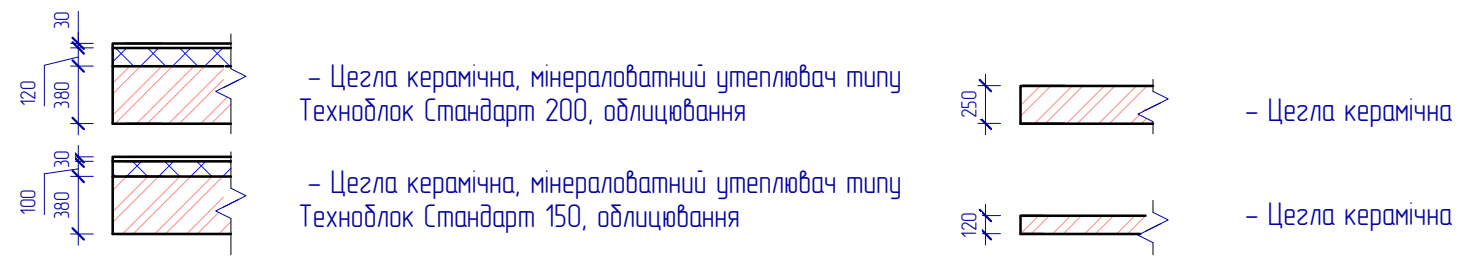 30
120
380
– Цегла керамічна, мінераловатний утеплювач типу
Техноблок Стандарт 200, облицювання
30
100
380
– Цегла керамічна, мінераловатний утеплювач типу
Техноблок Стандарт 150, облицювання
250
– Цегла керамічна
120
– Цегла керамічна